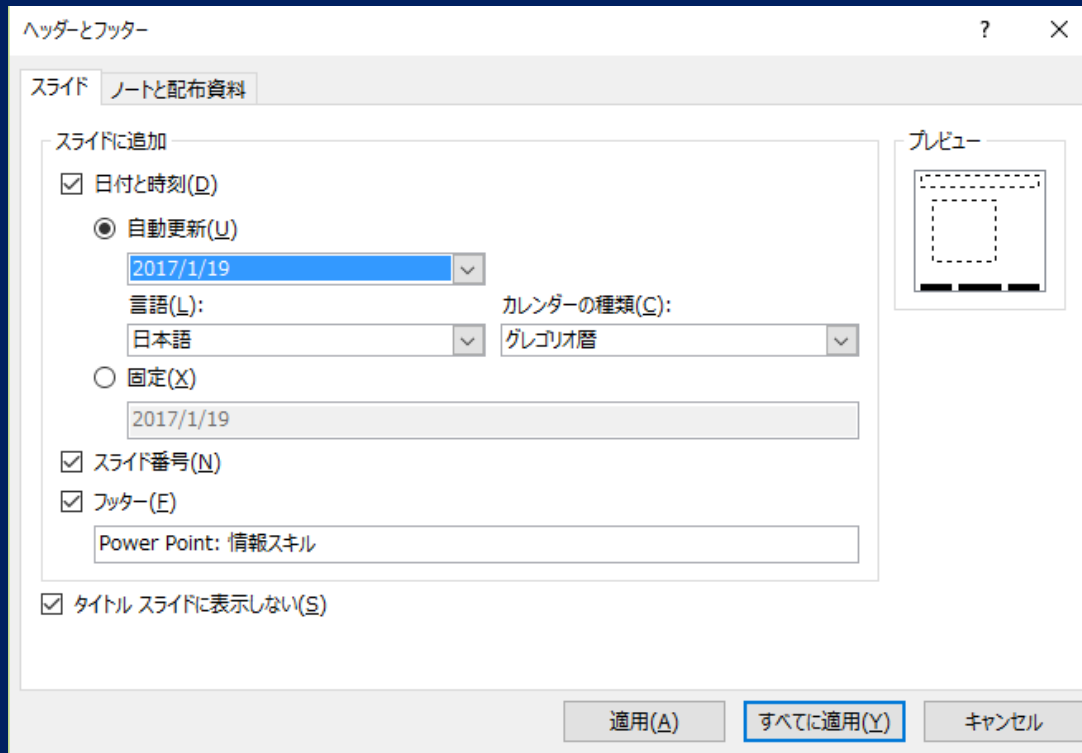 ヘッダーとフッター ?
スライド ノートと配布資料
スライドに追加 プレビュー
日付と時刻(D)
自動更新(U)
2017/1/19
言語(L): カレンダーの種類(C):
日本語 グレゴリオ暦
固定(X)
2017/1/19
スライド番号(N)
フッター(F)
Power Point: 情報スキル
タイトル スライドに表示しない(S)
適用(A) すべてに適用(Y) キャンセル